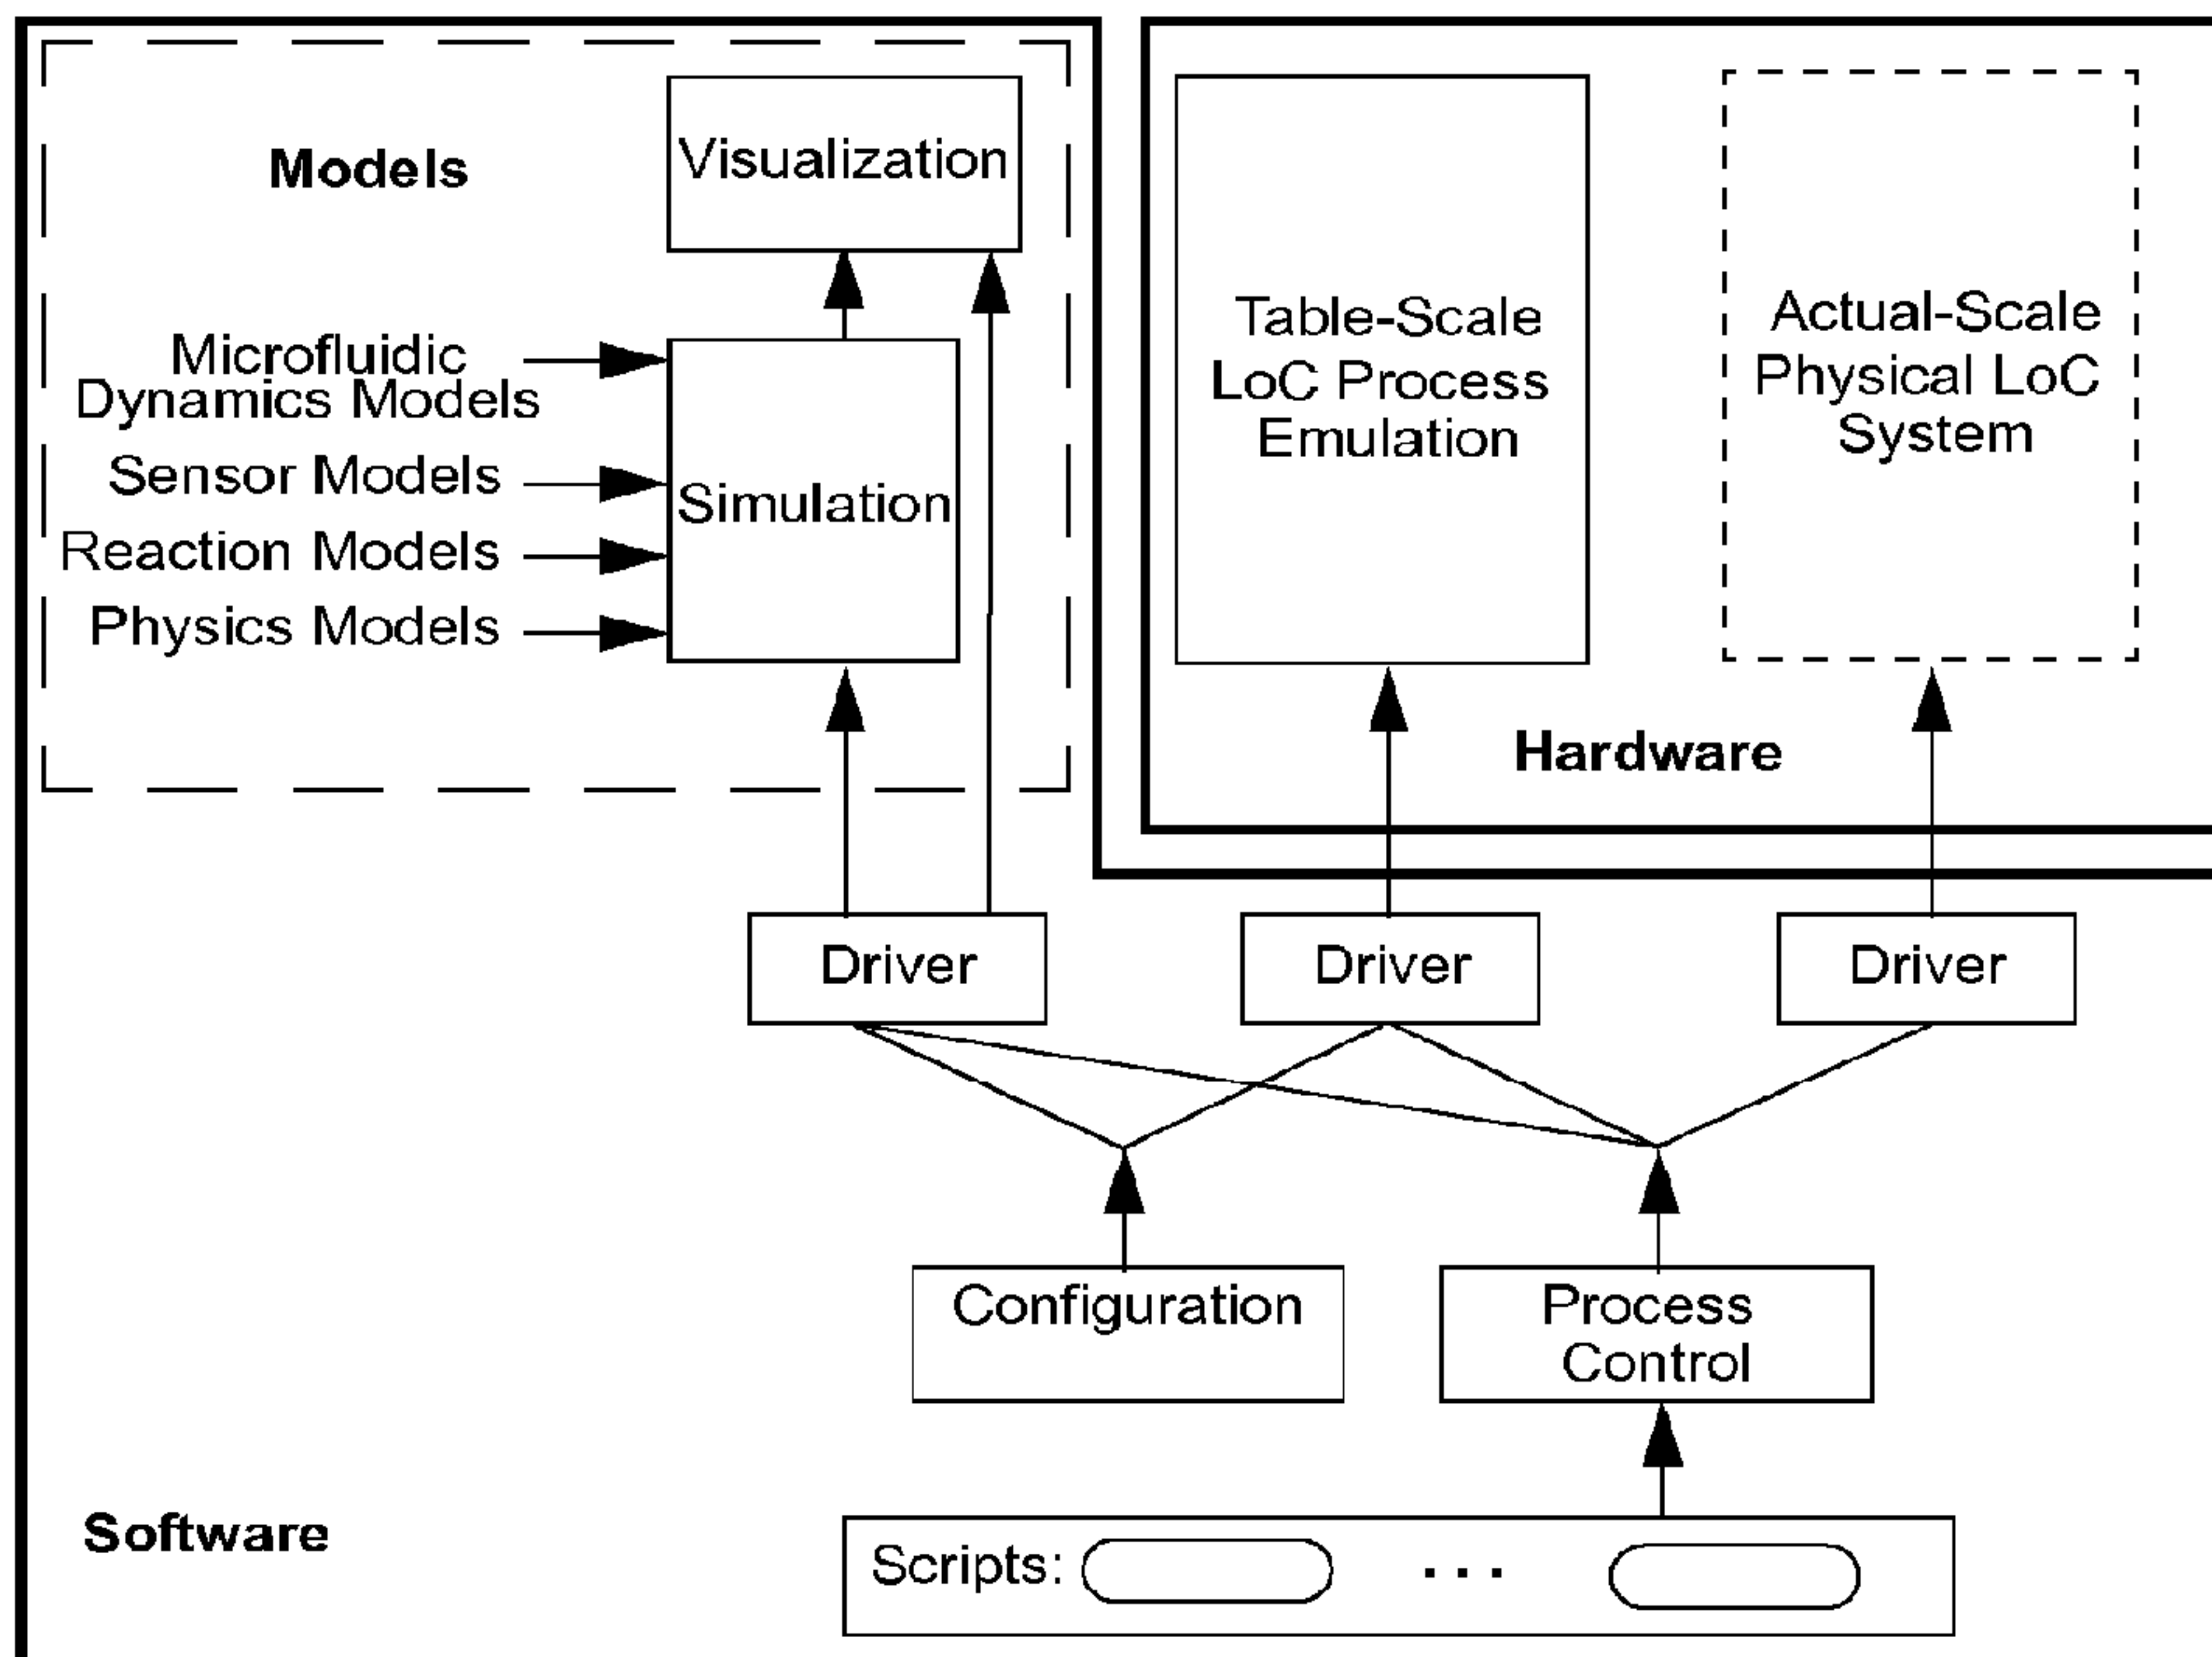 Models
Visualization
Microfluidic
Dynamics Models
Sensor Models
Reaction Models
Physics Models
Simulation
Table-Scale
LoC Process
Emulation
Actual-Scale
Physical LoC
System
Hardware
Driver
Driver
Driver
Configuration
Process
Control
Software
Scripts: ...